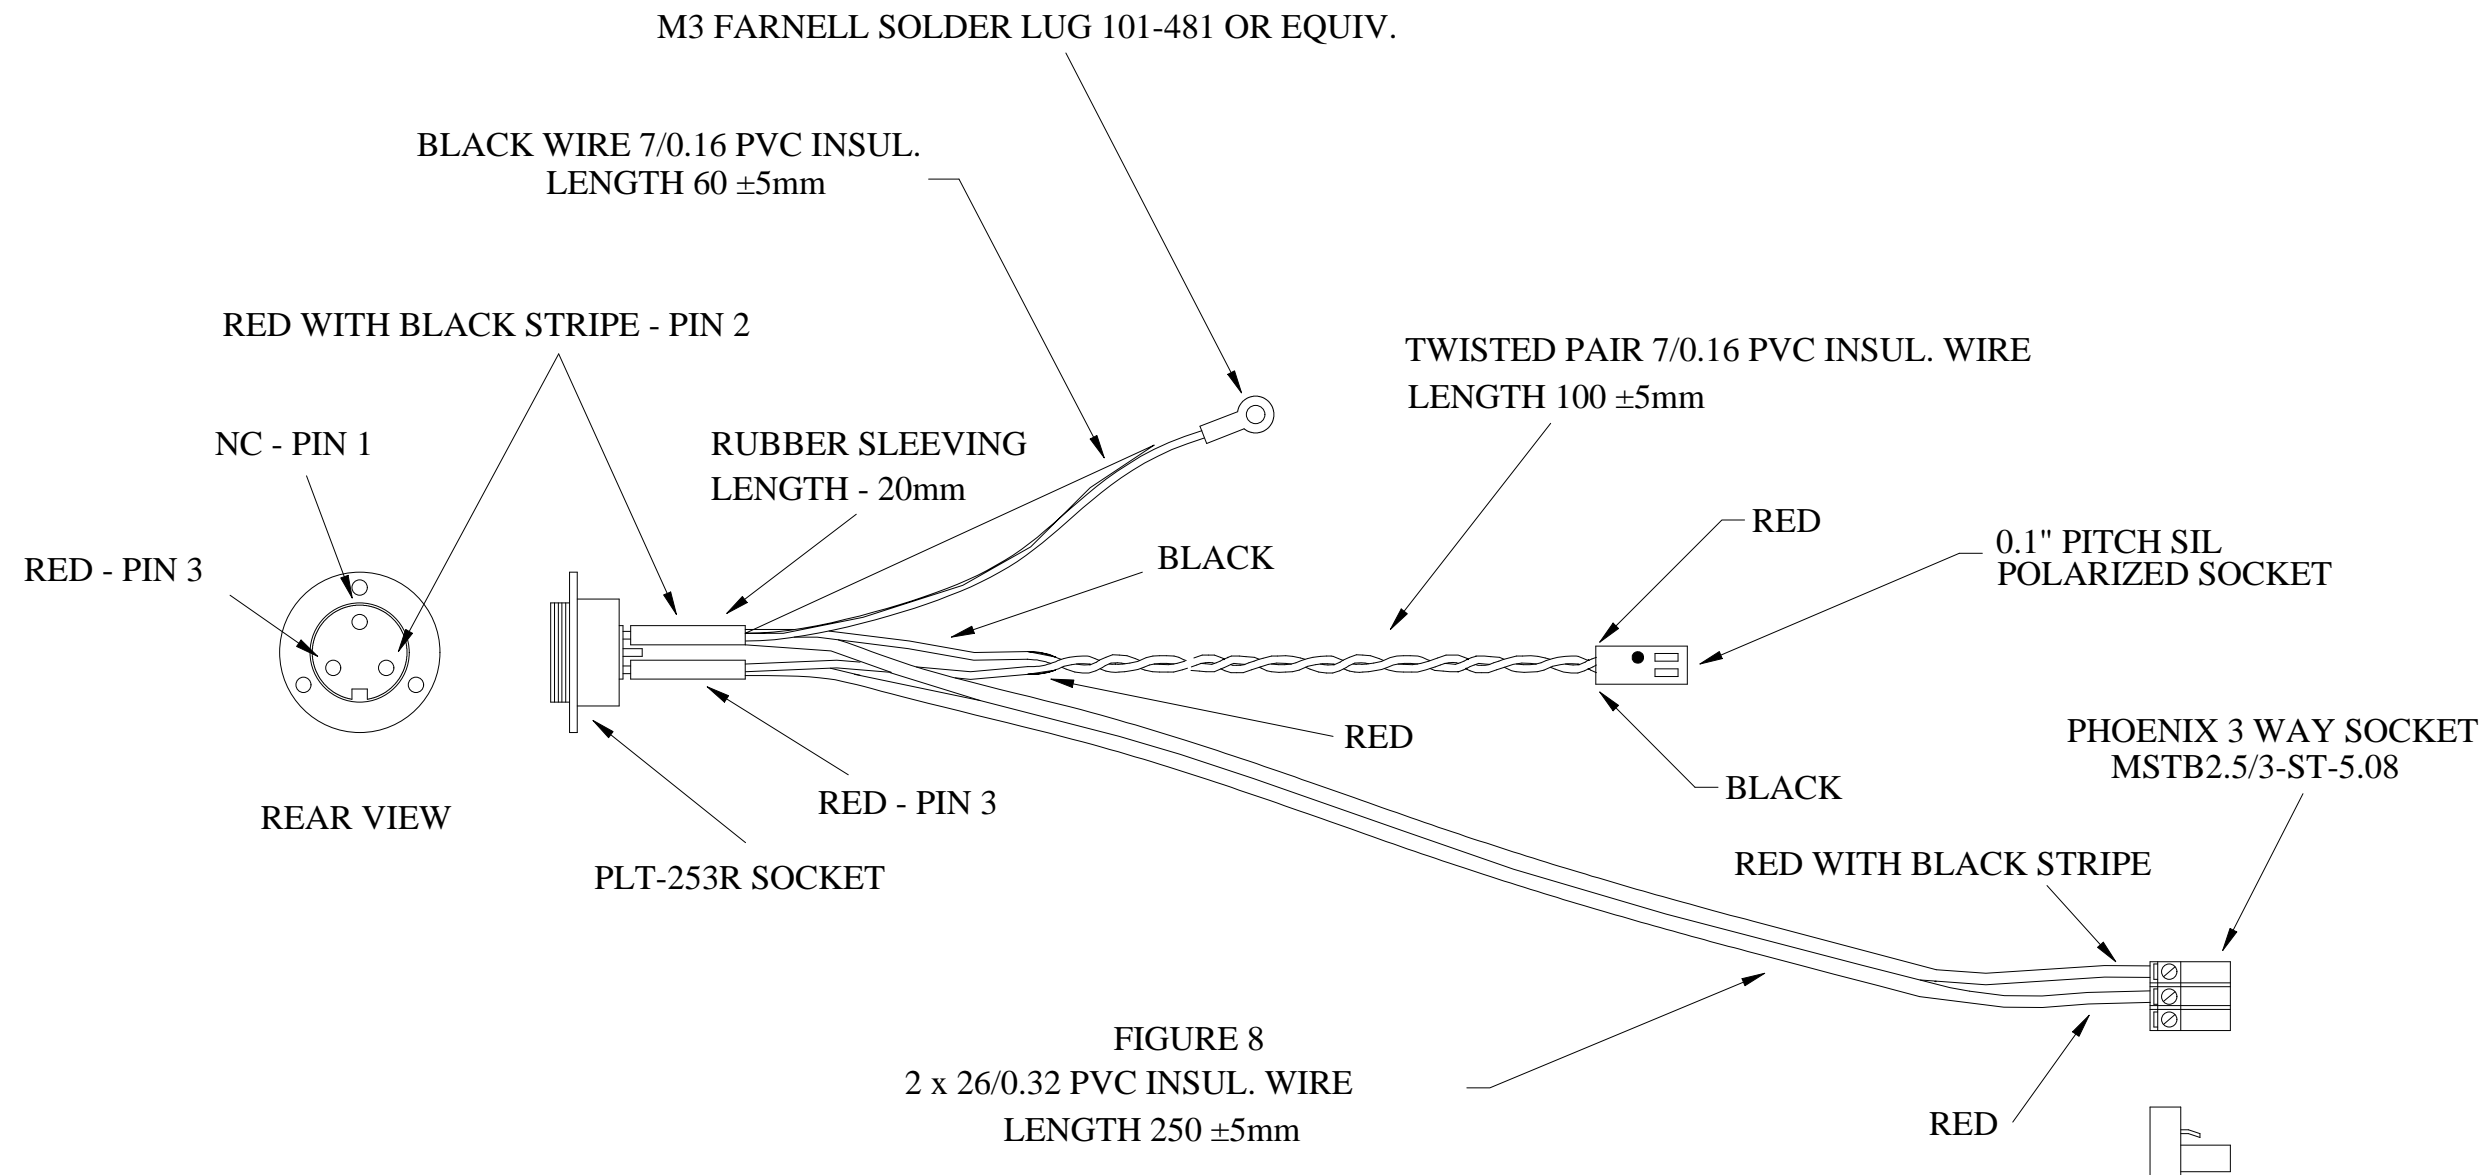 M3 FARNELL SOLDER LUG 101-481 OR EQUIV.
BLACK WIRE 7/0.16 PVC INSUL.
LENGTH 60 ±5mm
RED WITH BLACK STRIPE - PIN 2
TWISTED PAIR 7/0.16 PVC INSUL. WIRE
LENGTH 100 ±5mm
NC - PIN 1
RUBBER SLEEVING
LENGTH - 20mm
RED
0.1" PITCH SIL
POLARIZED SOCKET
BLACK
RED - PIN 3
RED
PHOENIX 3 WAY SOCKET
MSTB2.5/3-ST-5.08
BLACK
RED - PIN 3
REAR VIEW
PLT-253R SOCKET
RED WITH BLACK STRIPE
FIGURE 8
2 x 26/0.32 PVC INSUL. WIRE
LENGTH 250 ±5mm
RED